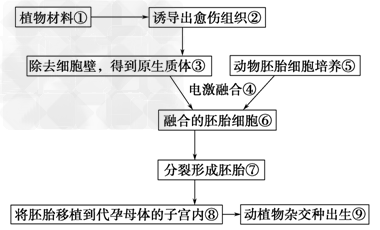 植物材料①
诱导出愈伤组织②
除去细胞壁，得到原生质体③
动物胚胎细胞培养⑤
电激融合④
融合的胚胎细胞⑥
分裂形成胚胎⑦
将胚胎移植到代孕母体的子宫内⑧
动植物杂交种出生⑨